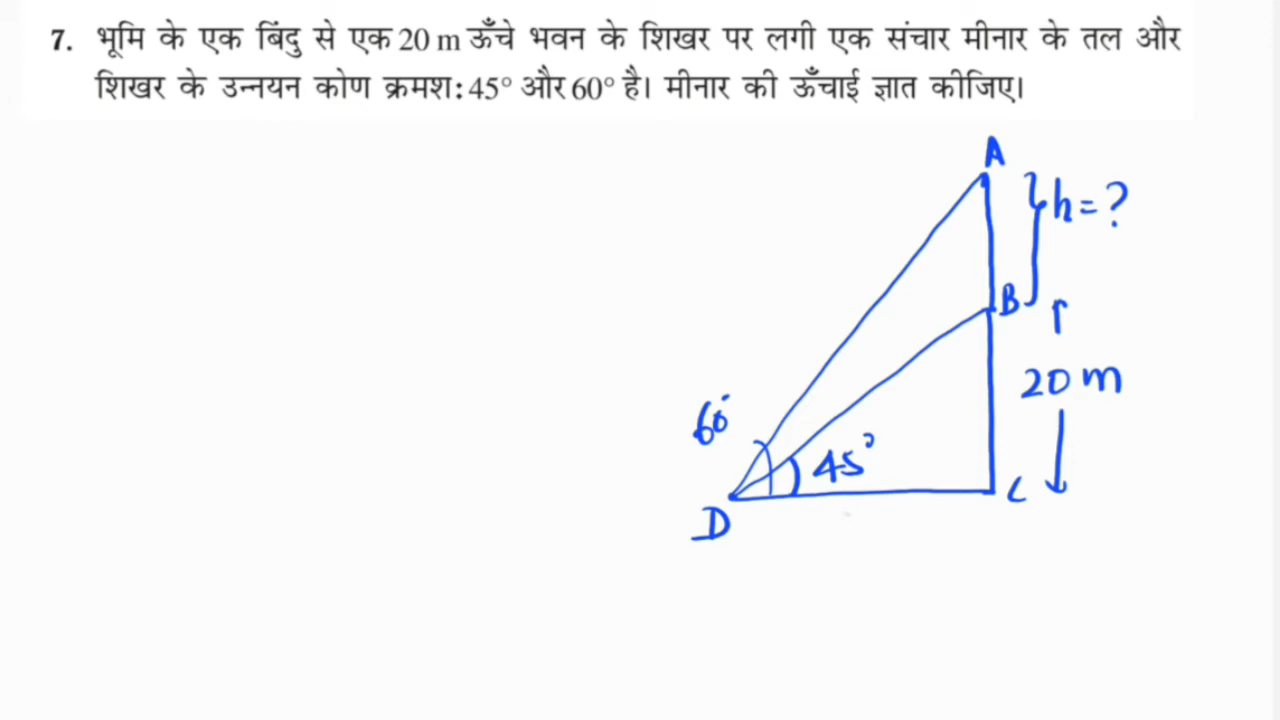 7. भूमि के एक बिंदु से एक 20 m ऊँचे भवन के शिखर पर लगी एक संचार मीनार के तल और
शिखर के उन्नयन कोण क्रमश: 45° और 60° है। मीनार की ऊँचाई ज्ञात कीजिए।
A
h = ?
B
20 m
60°
45°
C
D